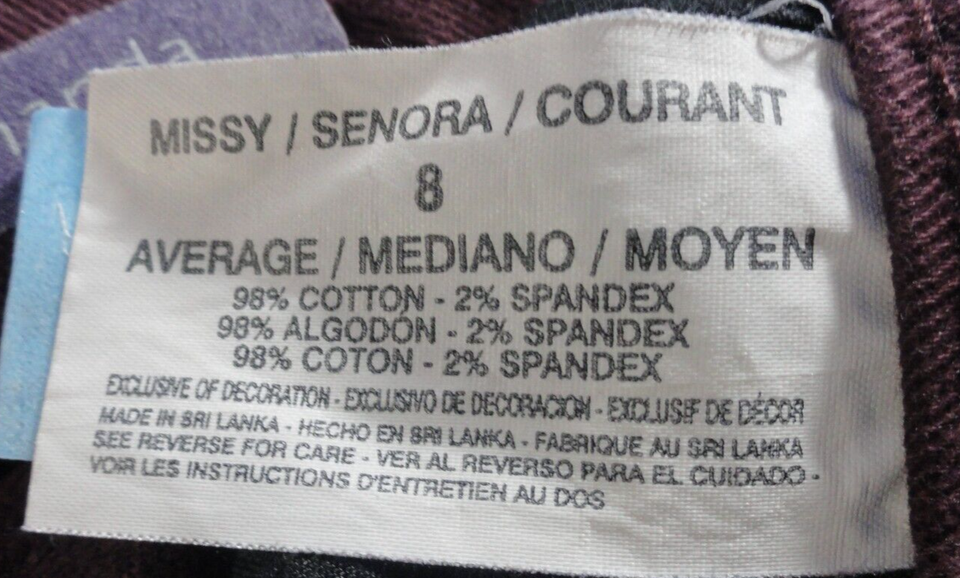 MISSY / SENORA / COURANT
8
AVERAGE / MEDIANO / MOYEN
98% COTTON - 2% SPANDEX
98% ALGODÓN - 2% SPANDEX
98% COTON - 2% SPANDEX
EXCLUSIVE OF DECORATION - EXCLUSIVO DE DECORACION - EXCLUSIF DE DÉCOR
MADE IN SRI LANKA - HECHO EN SRI LANKA - FABRIQUE AU SRI LANKA
SEE REVERSE FOR CARE - VER AL REVERSO PARA EL CUIDADO -
VOIR LES INSTRUCTIONS D'ENTRETIEN AU DOS